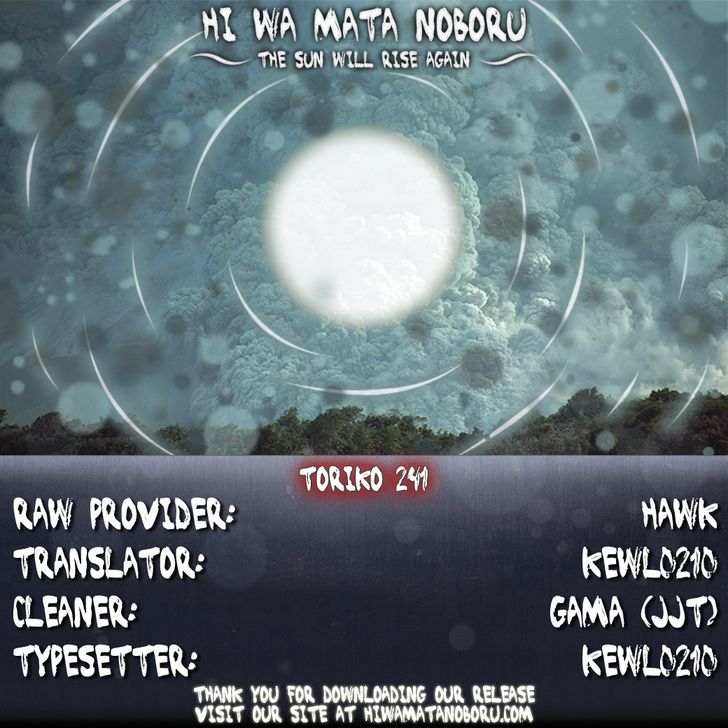 HI WA MATA NOBORU
THE SUN WILL RISE AGAIN
TORIKO 241
RAW PROVIDER: HAWK
TRANSLATOR: KEWL0210
CLEANER: GAMA (JJT)
TYPESETTER: KEWL0210
THANK YOU FOR DOWNLOADING OUR RELEASE
VISIT OUR SITE AT HIWAMATANOBORU.COM